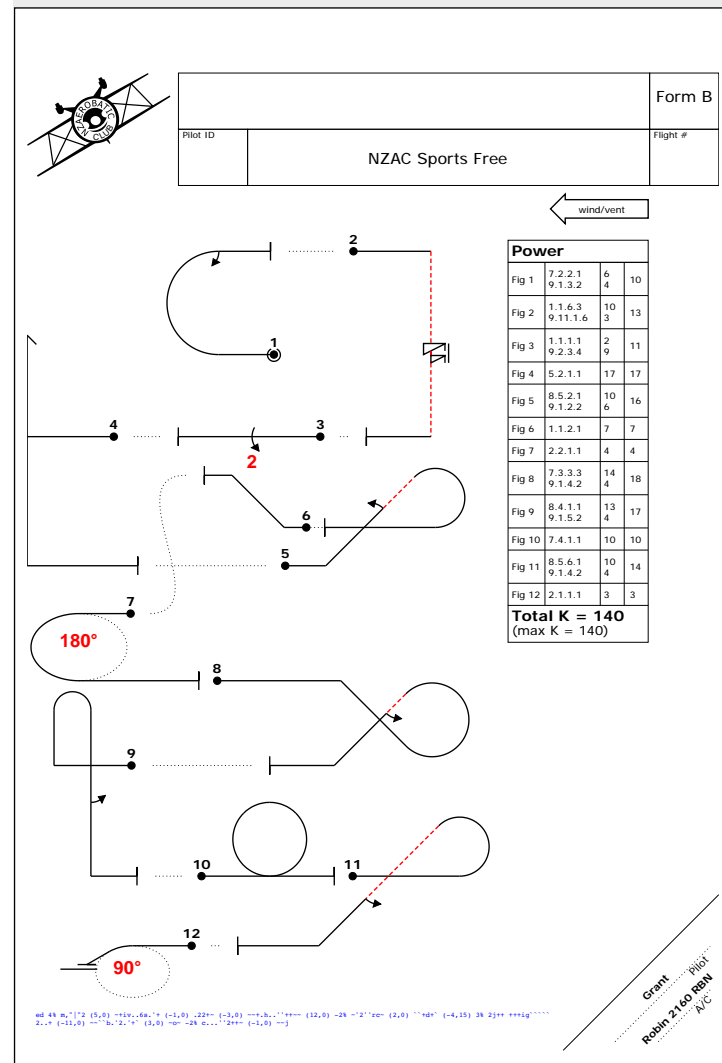 NZAEROBATIC
CLUB
Form B
Pilot ID
NZAC Sports Free
Flight #
wind/vent
Power
Fig 1 7.2.2.1 6 10
9.1.3.2 4
Fig 2 1.1.6.3 10 13
9.11.1.6 3
Fig 3 1.1.1.1 2 11
9.2.3.4 9
Fig 4 5.2.1.1 17 17
Fig 5 8.5.2.1 10 16
9.1.2.2 6
Fig 6 1.1.2.1 7 7
Fig 7 2.2.1.1 4 4
Fig 8 7.3.3.3 14 18
9.1.4.2 4
Fig 9 8.4.1.1 13 17
9.1.5.2 4
Fig 10 7.4.1.1 10 10
Fig 11 8.5.6.1 10 14
9.1.4.2 4
Fig 12 2.1.1.1 3 3
Total K = 140
(max K = 140)
2
1
4
3
2
6
5
7
180°
8
9
10
11
12
90°
Grant
Pilot
Robin 2160 RBN
A/C